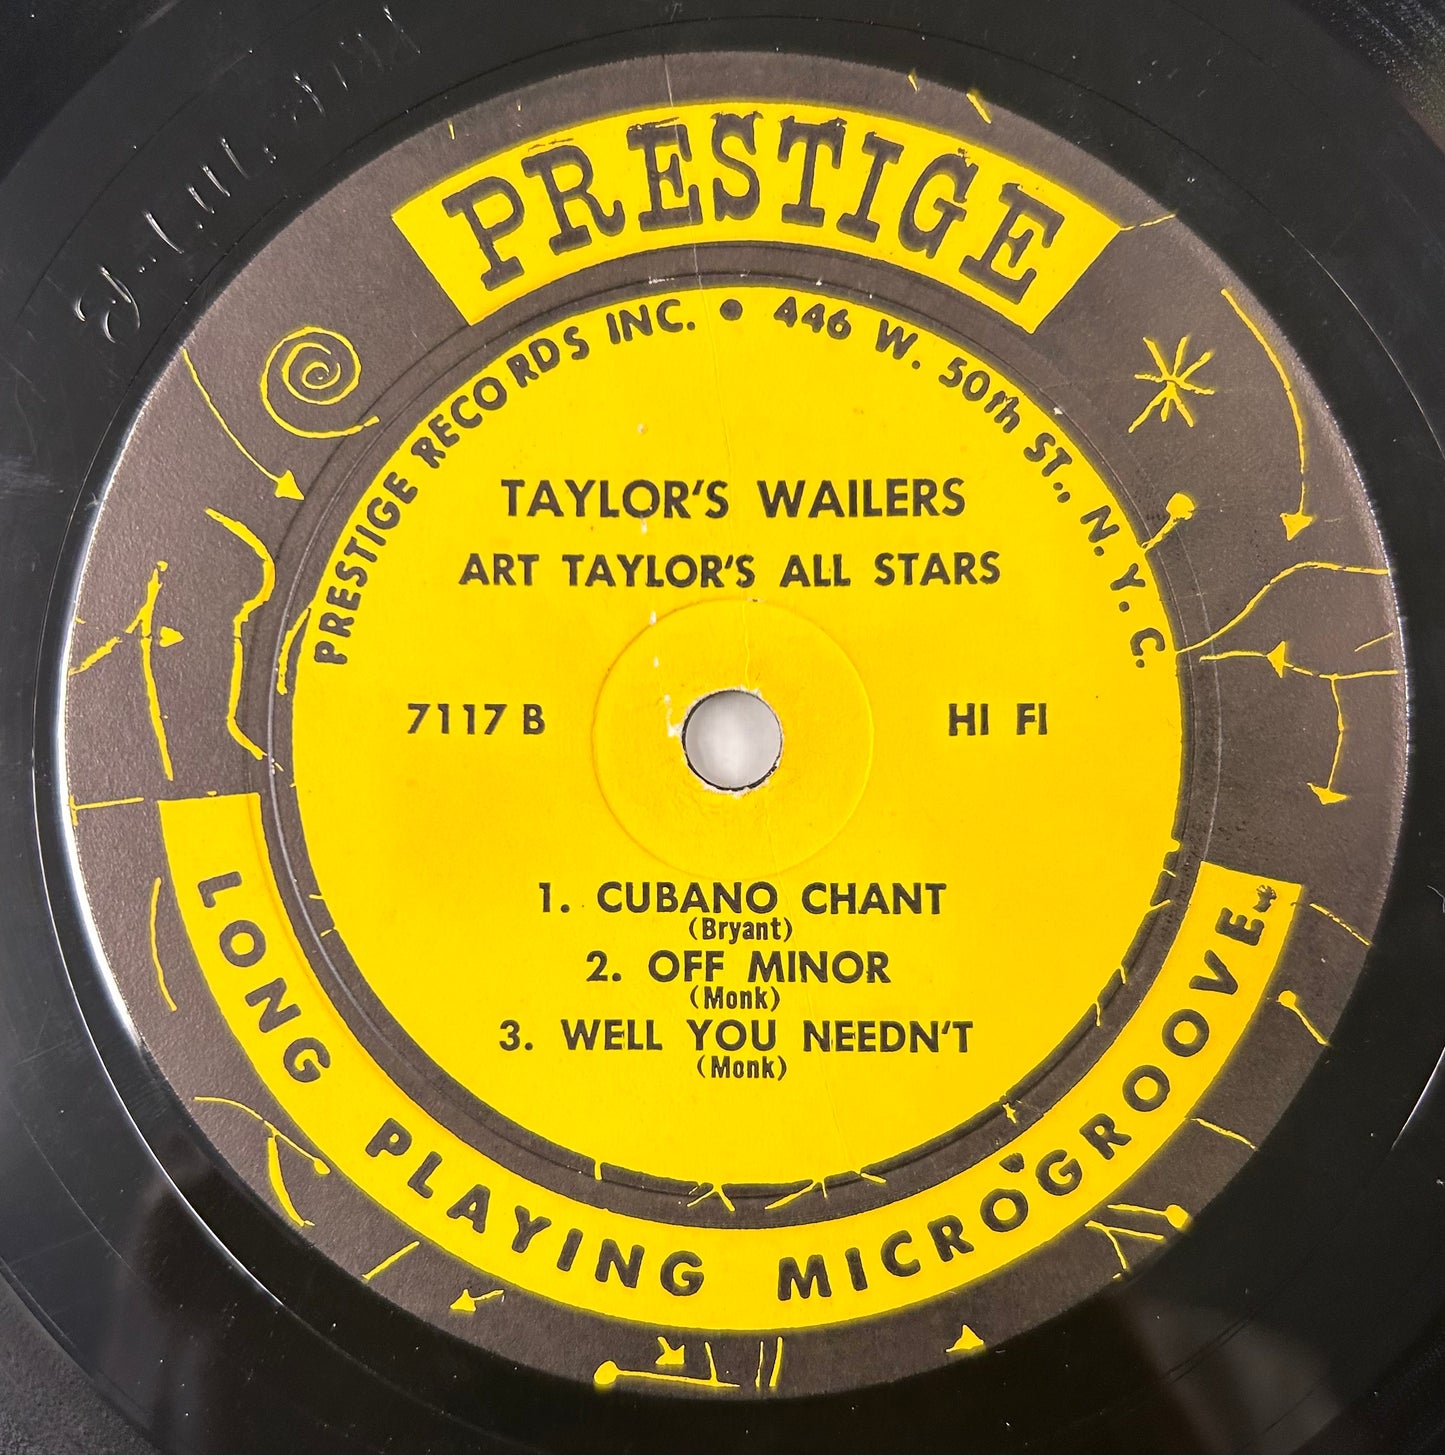 PRESTIGE
PRESTIGE RECORDS INC. • 446 W. 50th ST., N.Y.C.
TAYLOR'S WAILERS
ART TAYLOR'S ALL STARS
7117 B
HI FI
1. CUBANO CHANT
(Bryant)
2. OFF MINOR
(Monk)
3. WELL YOU NEEDN'T
(Monk)
LONG PLAYING MICROGROOVE